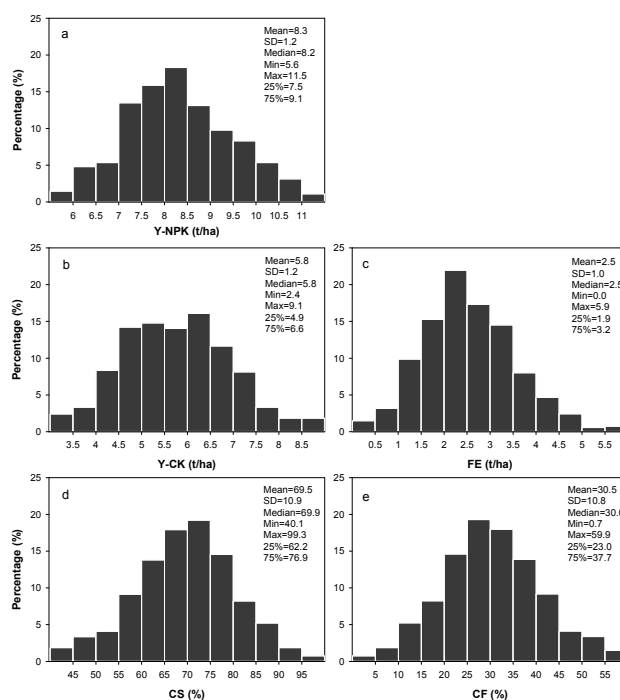 a
Mean=8.3
SD=1.2
Median=8.2
Min=5.6
Max=11.5
25%=7.5
75%=9.1
Percentage (%)
25
20
15
10
5
0
6 6.5 7 7.5 8 8.5 9 9.5 10 10.5 11
Y-NPK (t/ha)
b
Mean=5.8
SD=1.2
Median=5.8
Min=2.4
Max=9.1
25%=4.9
75%=6.6
Percentage (%)
25
20
15
10
5
0
3.5 4 4.5 5 5.5 6 6.5 7 7.5 8 8.5
Y-CK (t/ha)
c
Mean=2.5
SD=1.0
Median=2.5
Min=0.0
Max=5.9
25%=1.9
75%=3.2
25
20
15
10
5
0
0.5 1 1.5 2 2.5 3 3.5 4 4.5 5 5.5
FE (t/ha)
d
Mean=69.5
SD=10.9
Median=69.9
Min=40.1
Max=99.3
25%=62.2
75%=76.9
Percentage (%)
25
20
15
10
5
0
45 50 55 60 65 70 75 80 85 90 95
CS (%)
e
Mean=30.5
SD=10.8
Median=30.0
Min=0.7
Max=59.9
25%=23.0
75%=37.7
25
20
15
10
5
0
5 10 15 20 25 30 35 40 45 50 55
CF (%)